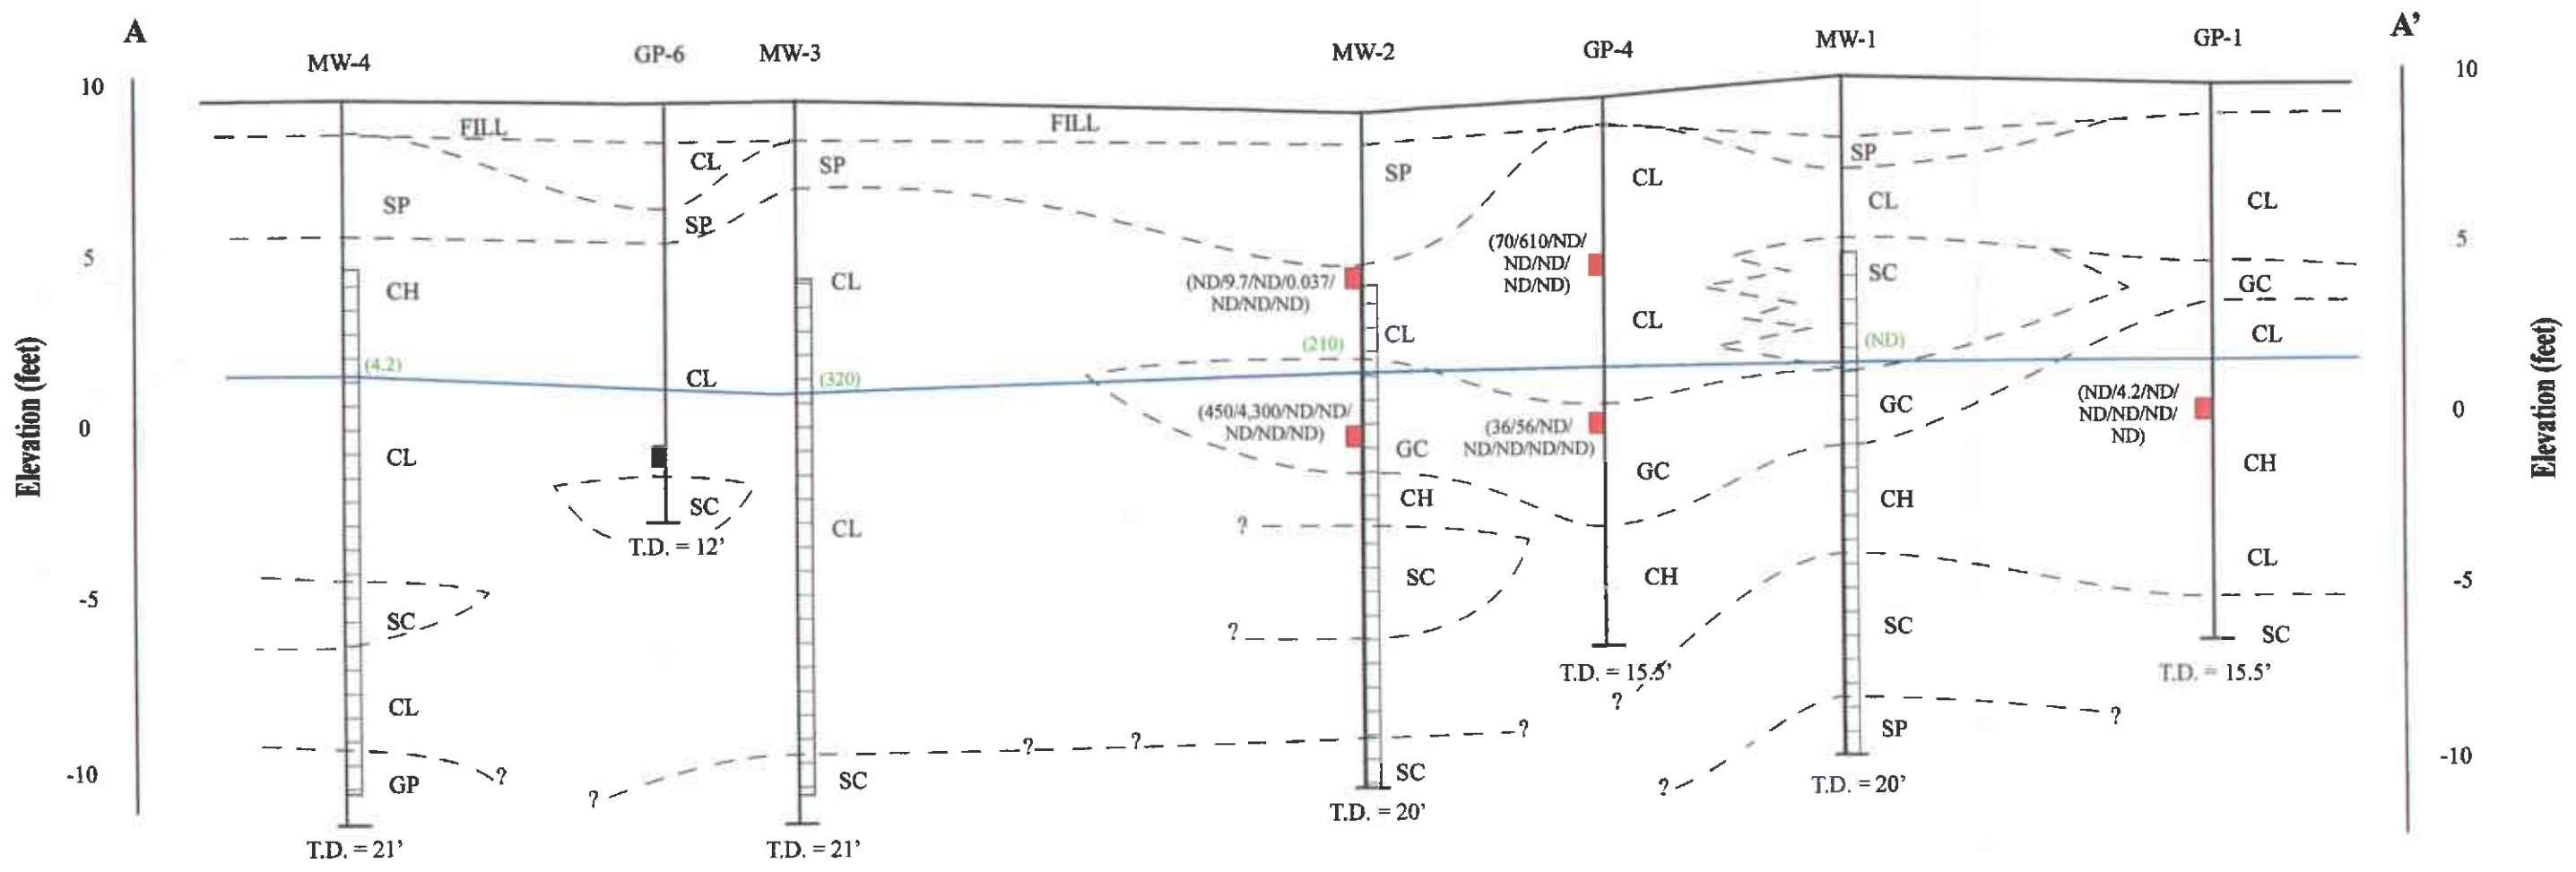 A
A'
MW-4
GP-6
MW-3
MW-2
GP-4
MW-1
GP-1
10
10
FILL
FILL
CL
SP
SP
SP
CL
CL
CL
SP
SP
5
5
(70/610/ND/
ND/ND/
ND/ND)
CH
CL
(ND/9.7/ND/0.037/
ND/ND/ND)
SC
GC
CL
CL
CL
(210)
(ND)
(4.2)
CL
(320)
Elevation (feet)
Elevation (feet)
0
0
(450/4,300/ND/ND/
ND/ND/ND)
(36/56/ND/
ND/ND/ND/ND)
(ND/4.2/ND/
ND/ND/ND/
ND)
GC
CL
GC
GC
CH
SC
CH
CH
T.D. = 12'
CL
?
SC
CH
CL
-5
-5
SC
?
SC
SC
T.D. = 15.5'
T.D. = 15.5'
CL
?
?
?
?
?
SP
-10
-10
GP
?
?
SC
SC
?
T.D. = 20'
T.D. = 20'
T.D. = 21'
T.D. = 21'